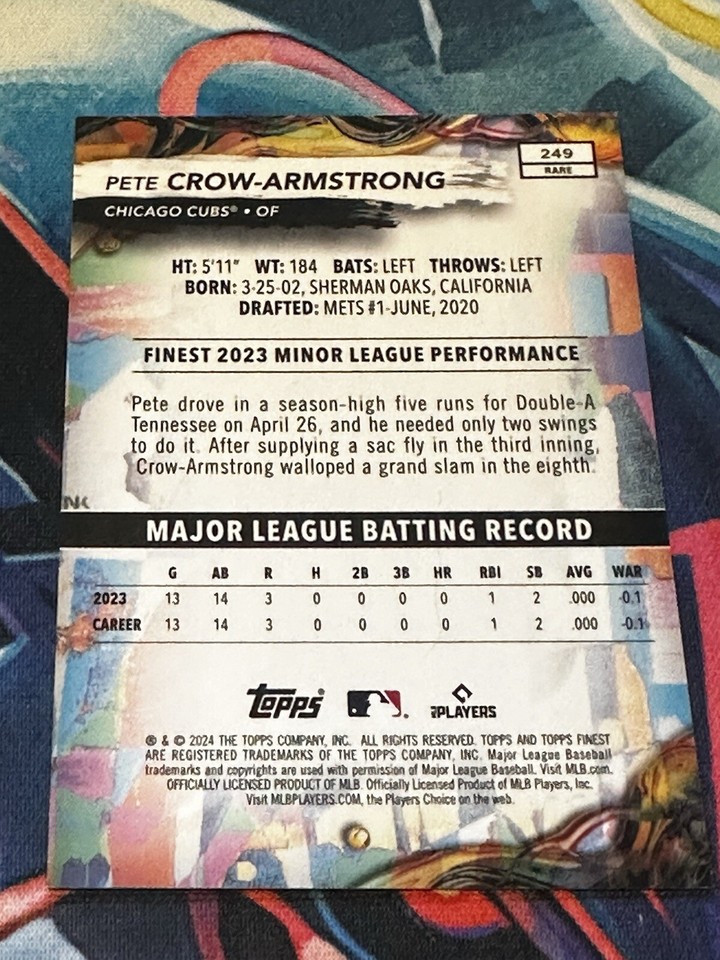 249
RARE
PETE CROW-ARMSTRONG
CHICAGO CUBS® • OF
HT: 5'11" WT: 184 BATS: LEFT THROWS: LEFT
BORN: 3-25-02, SHERMAN OAKS, CALIFORNIA
DRAFTED: METS #1-JUNE, 2020
FINEST 2023 MINOR LEAGUE PERFORMANCE
Pete drove in a season-high five runs for Double-A
Tennessee on April 26, and he needed only two swings
to do it. After supplying a sac fly in the third inning,
Crow-Armstrong walloped a grand slam in the eighth.
NK
MAJOR LEAGUE BATTING RECORD
G AB R H 2B 3B HR RBI SB AVG WAR
2023 13 14 3 0 0 0 0 1 2 .000 -0.1
CAREER 13 14 3 0 0 0 0 1 2 .000 -0.1
topps® PLAYERS
® & © 2024 THE TOPPS COMPANY, INC. ALL RIGHTS RESERVED. TOPPS AND TOPPS FINEST
ARE REGISTERED TRADEMARKS OF THE TOPPS COMPANY, INC. Major League Baseball
trademarks and copyrights are used with permission of Major League Baseball. Visit MLB.com.
OFFICIALLY LICENSED PRODUCT OF MLB. Officially Licensed Product of MLB Players, Inc.
Visit MLBPLAYERS.COM, the Players Choice on the web.